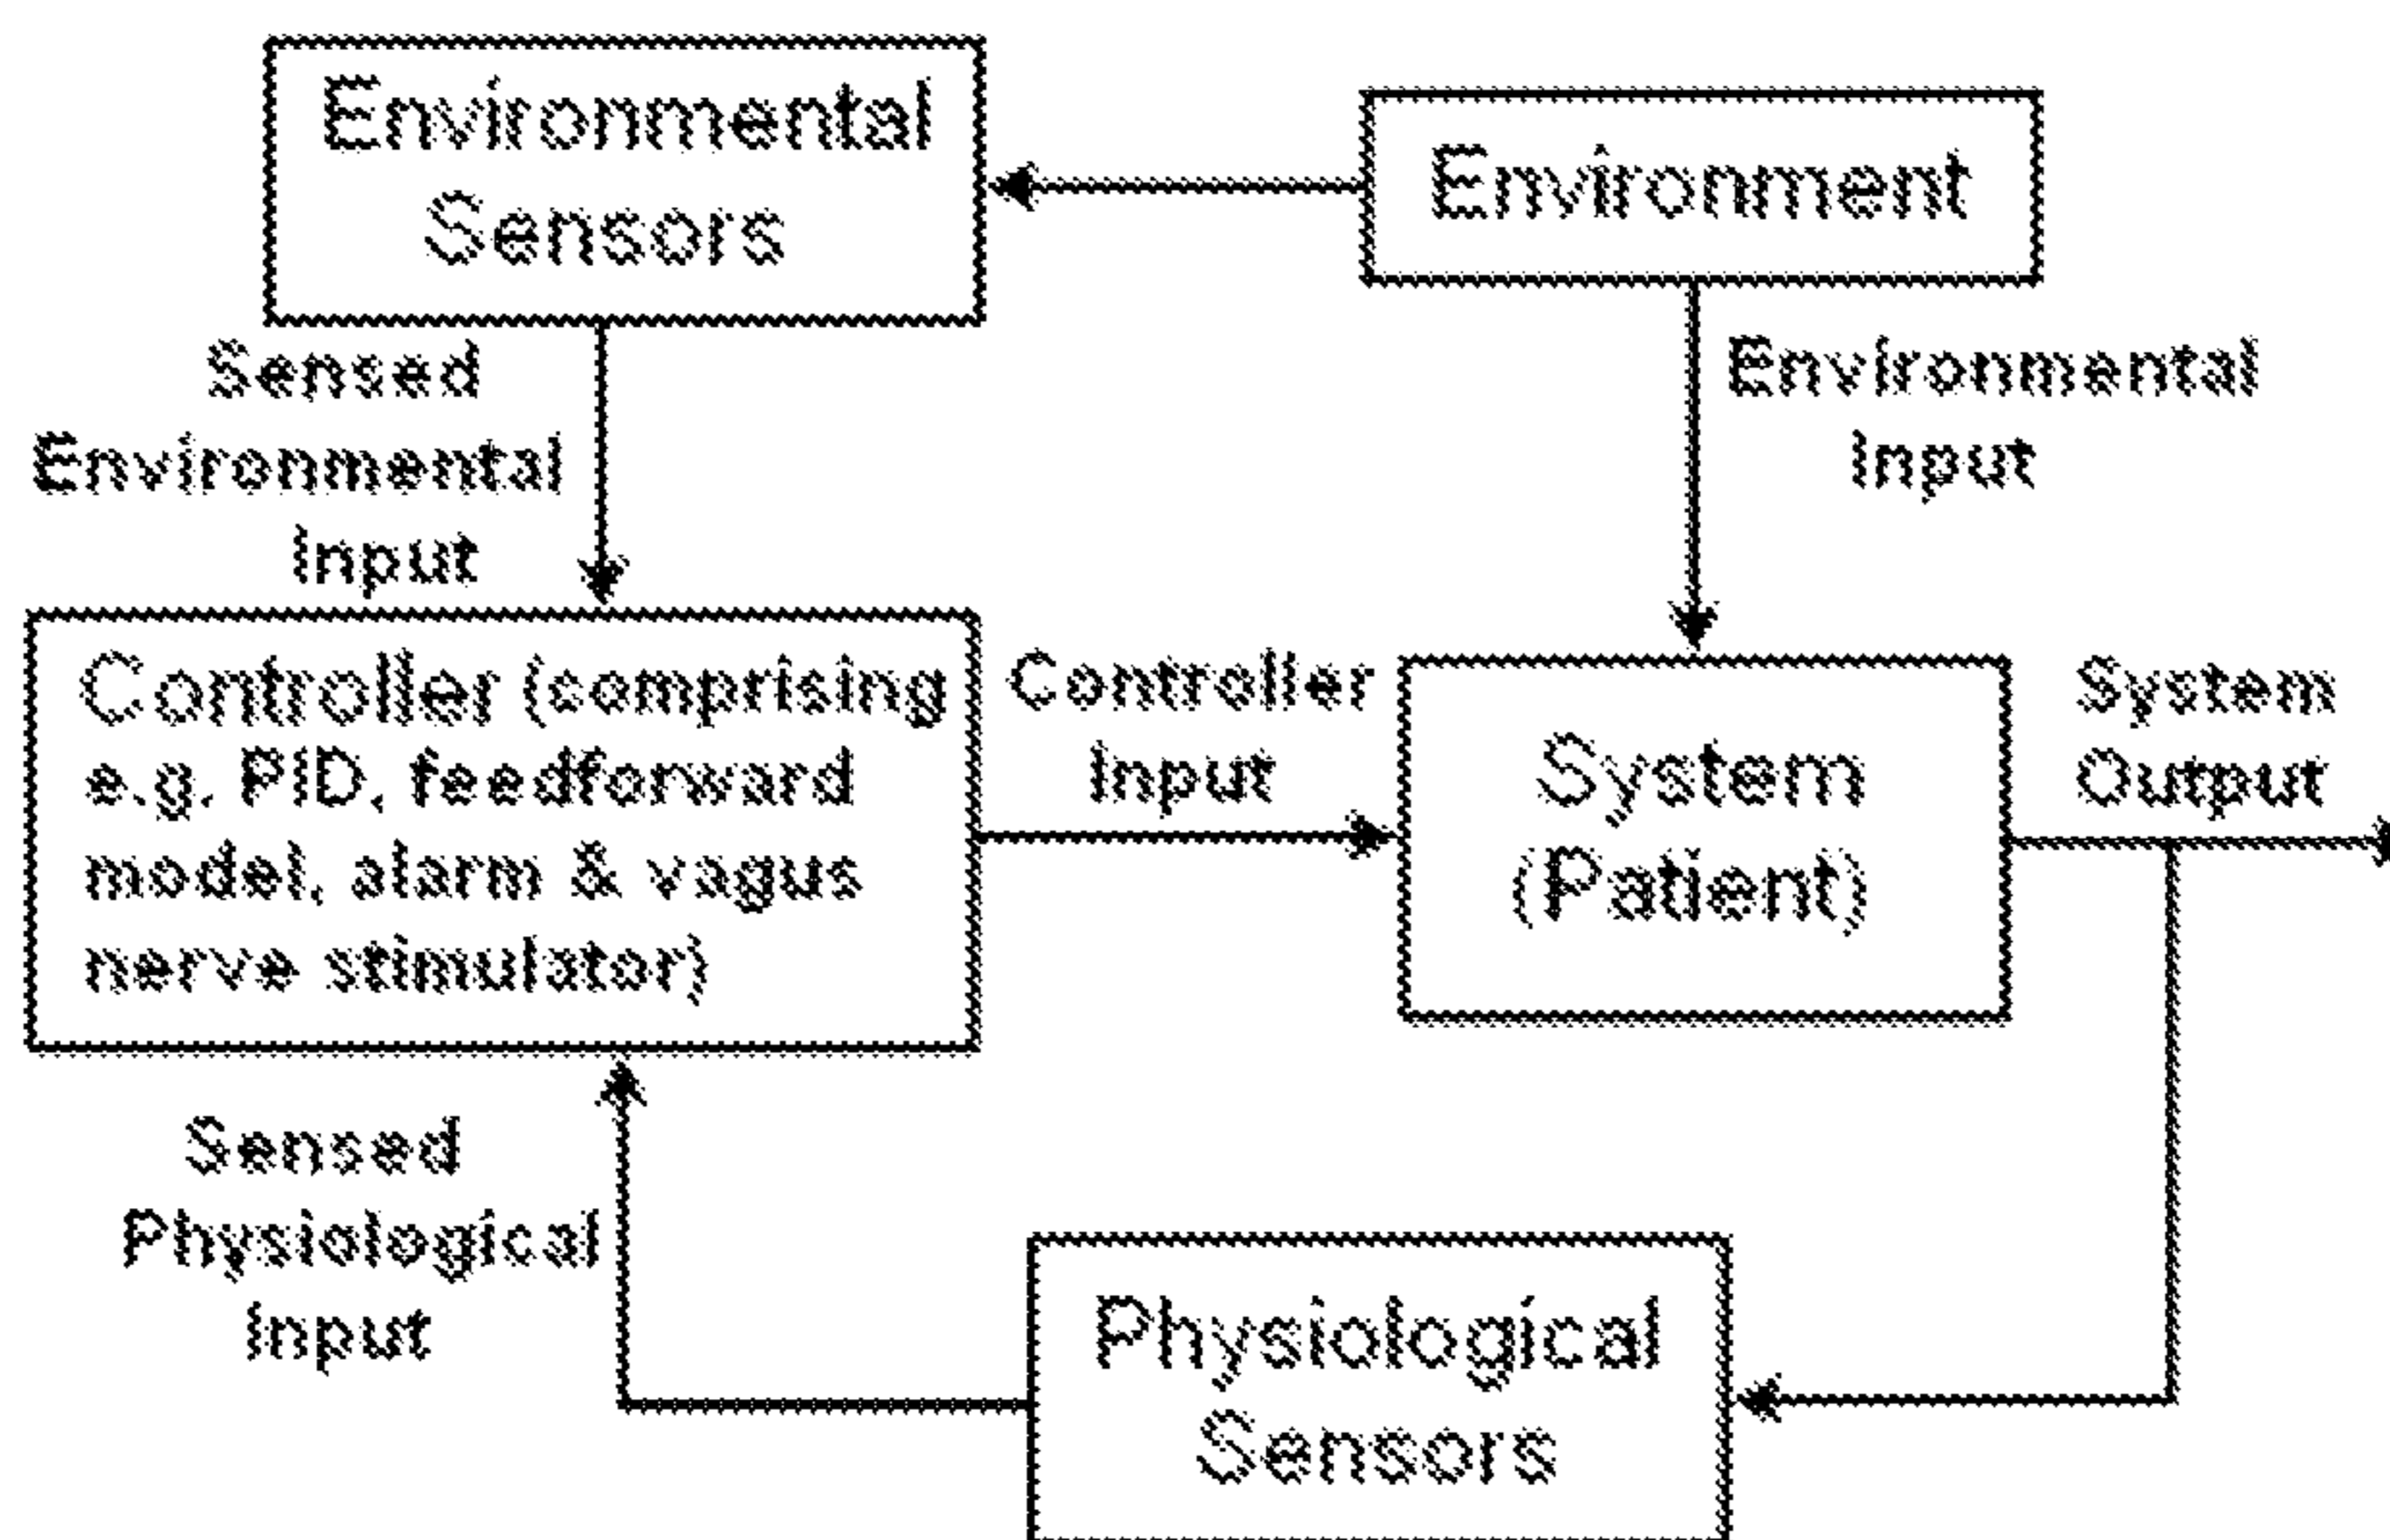 Environmental
Sensors
Environment
Sensed
Environmental
Input
Environmental
Input
Controller (comprising
e.g. PID, feedforward
model, alarm & vagus
nerve stimulator)
Controller
Input
System
(Patient)
System
Output
Sensed
Physiological
Input
Physiological
Sensors